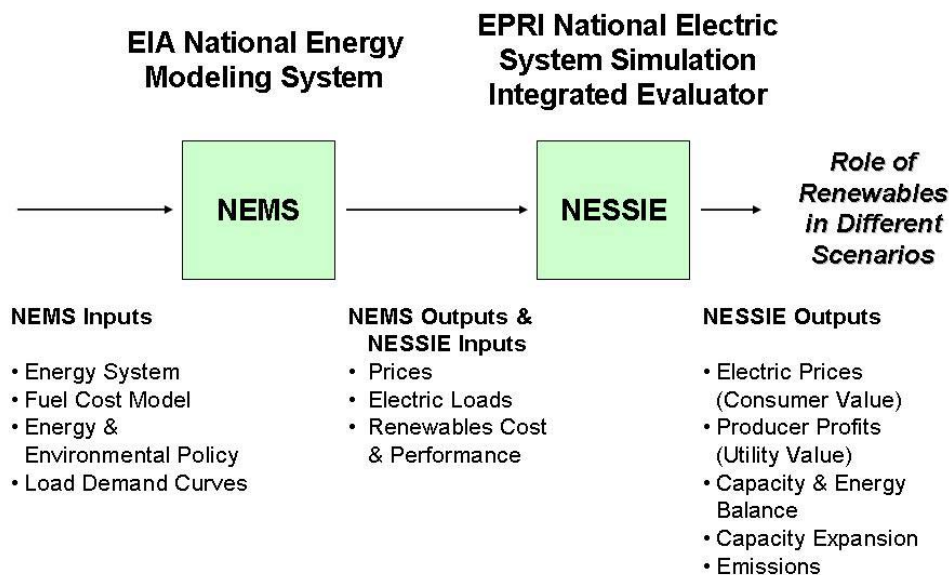 EIA National Energy
Modeling System
EPRI National Electric
System Simulation
Integrated Evaluator
NEMS
NESSIE
Role of
Renewables
in Different
Scenarios
NEMS Inputs
• Energy System
• Fuel Cost Model
• Energy &
Environmental Policy
• Load Demand Curves
NEMS Outputs &
NESSIE Inputs
• Prices
• Electric Loads
• Renewables Cost
& Performance
NESSIE Outputs
• Electric Prices
(Consumer Value)
• Producer Profits
(Utility Value)
• Capacity & Energy
Balance
• Capacity Expansion
• Emissions